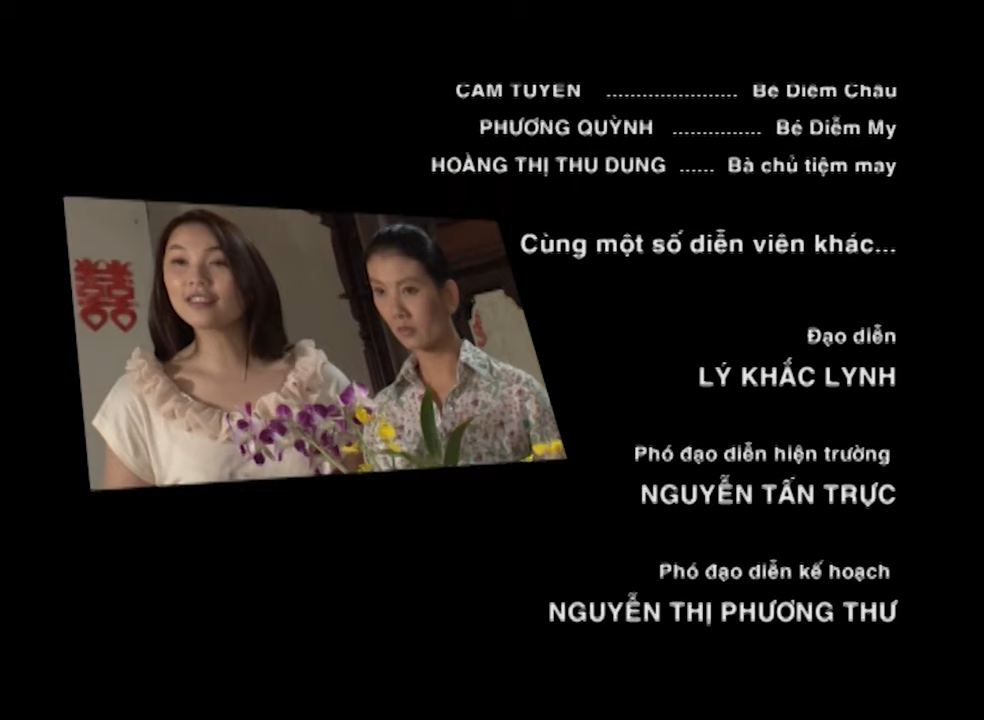 CẨM TUYỀN ...................... Bé Diễm Châu
PHƯƠNG QUỲNH ............... Bé Diễm My
HOÀNG THỊ THU DUNG ...... Bà chủ tiệm may
Cùng một số diễn viên khác...
Đạo diễn
LÝ KHẮC LYNH
Phó đạo diễn hiện trường
NGUYỄN TẤN TRỰC
Phó đạo diễn kế hoạch
NGUYỄN THỊ PHƯƠNG THƯ
囍